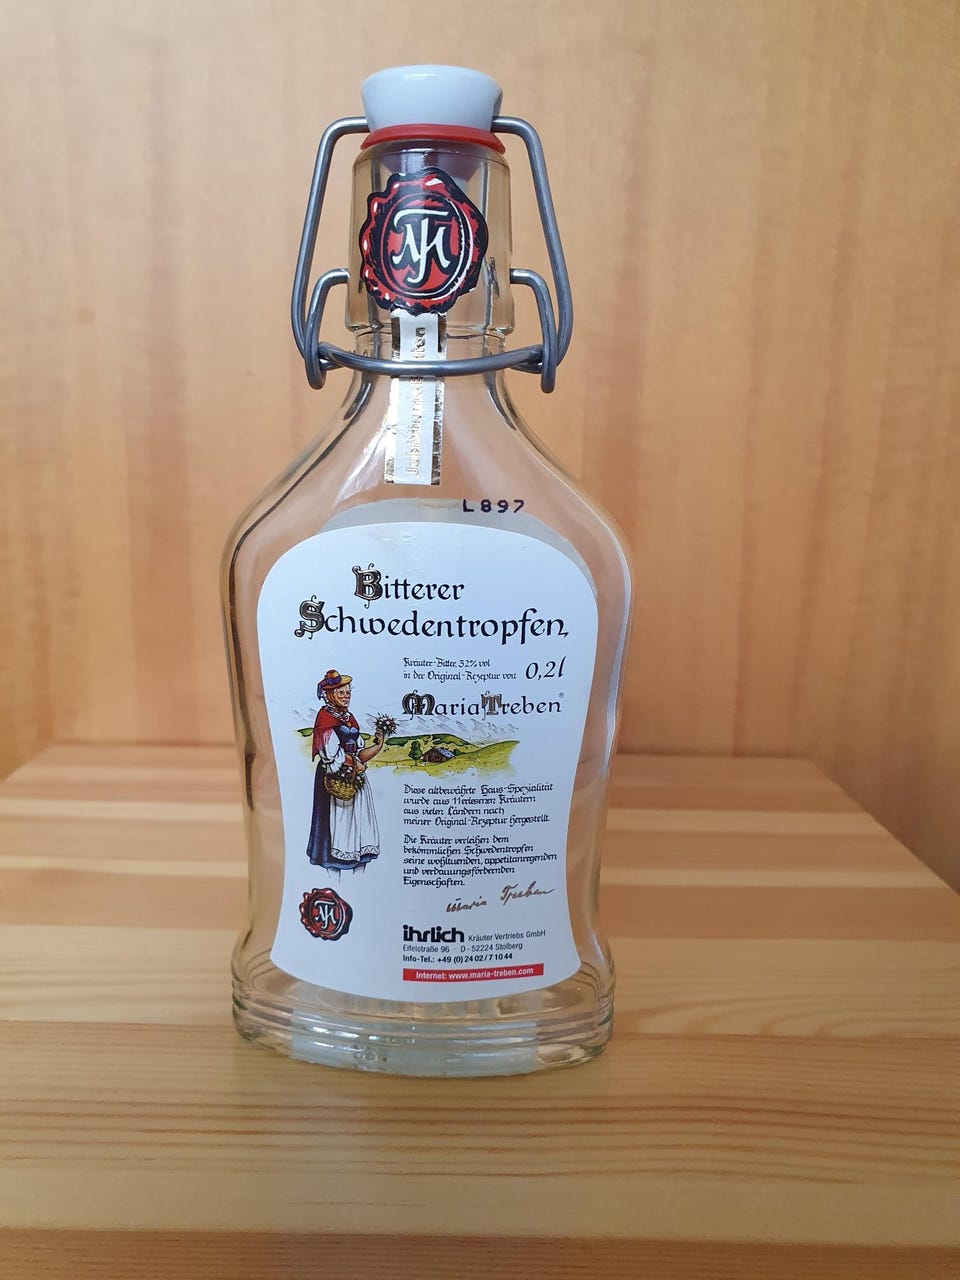 L897
Bitterer
Schwedentropfen
Kräuter-Bitter, 32% vol
in der Original-Rezeptur von 0,2l
Maria Treben®
Diese altbewährte Haus-Spezialität
wurde aus 11 erlesenen Kräutern
aus vielen Ländern nach
meiner Original-Rezeptur hergestellt.
Die Kräuter verleihen dem
bekömmlichen Schwedentropfen
seine wohltuenden, appetitanregenden
und verdauungsfördernden
Eigenschaften.
Maria Treben
ihrlich Kräuter Vertriebs GmbH
Eifelstraße 96 · D - 52224 Stolberg
Info-Tel.: +49 (0) 24 02 / 7 10 44
Internet: www.maria-treben.com